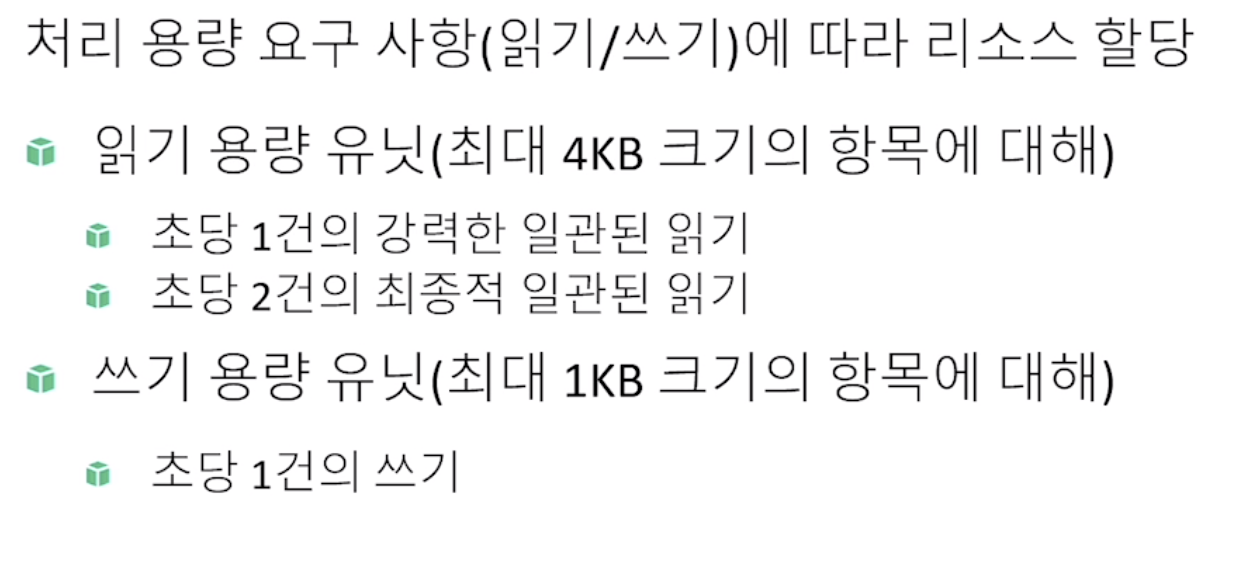 처리 용량 요구 사항(읽기/쓰기)에 따라 리소스 할당
읽기 용량 유닛(최대 4KB 크기의 항목에 대해)
초당 1건의 강력한 일관된 읽기
초당 2건의 최종적 일관된 읽기
쓰기 용량 유닛(최대 1KB 크기의 항목에 대해)
초당 1건의 쓰기